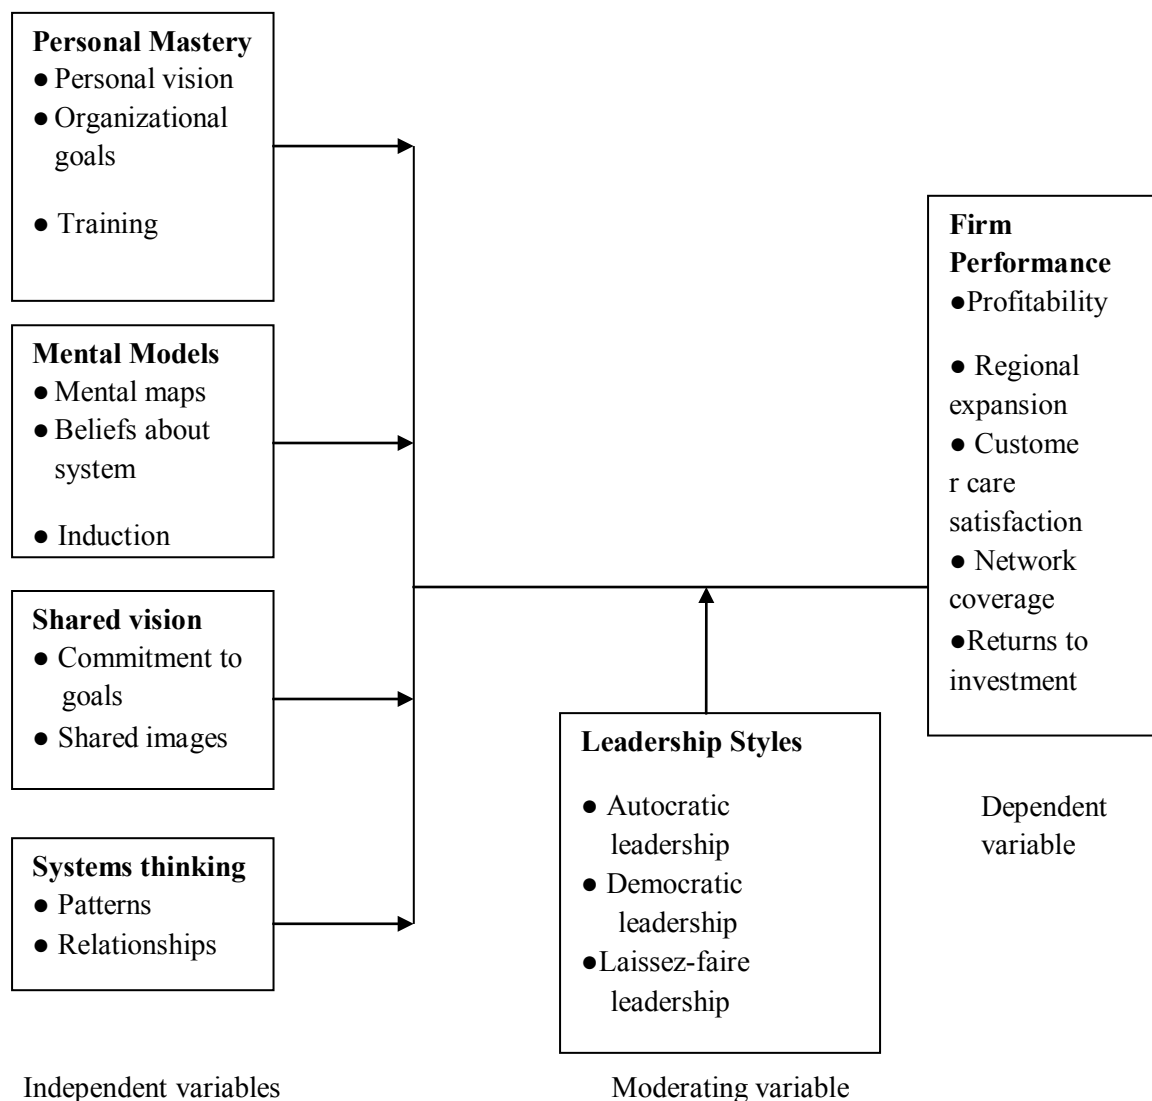 Personal Mastery
● Personal vision
● Organizational
goals
● Training
Mental Models
● Mental maps
● Beliefs about
system
● Induction
Shared vision
● Commitment to
goals
● Shared images
Systems thinking
● Patterns
● Relationships
Independent variables
Leadership Styles
● Autocratic
leadership
● Democratic
leadership
●Laissez-faire
leadership
Moderating variable
Firm
Performance
●Profitability
● Regional
expansion
● Custome
r care
satisfaction
● Network
coverage
●Returns to
investment
Dependent
variable